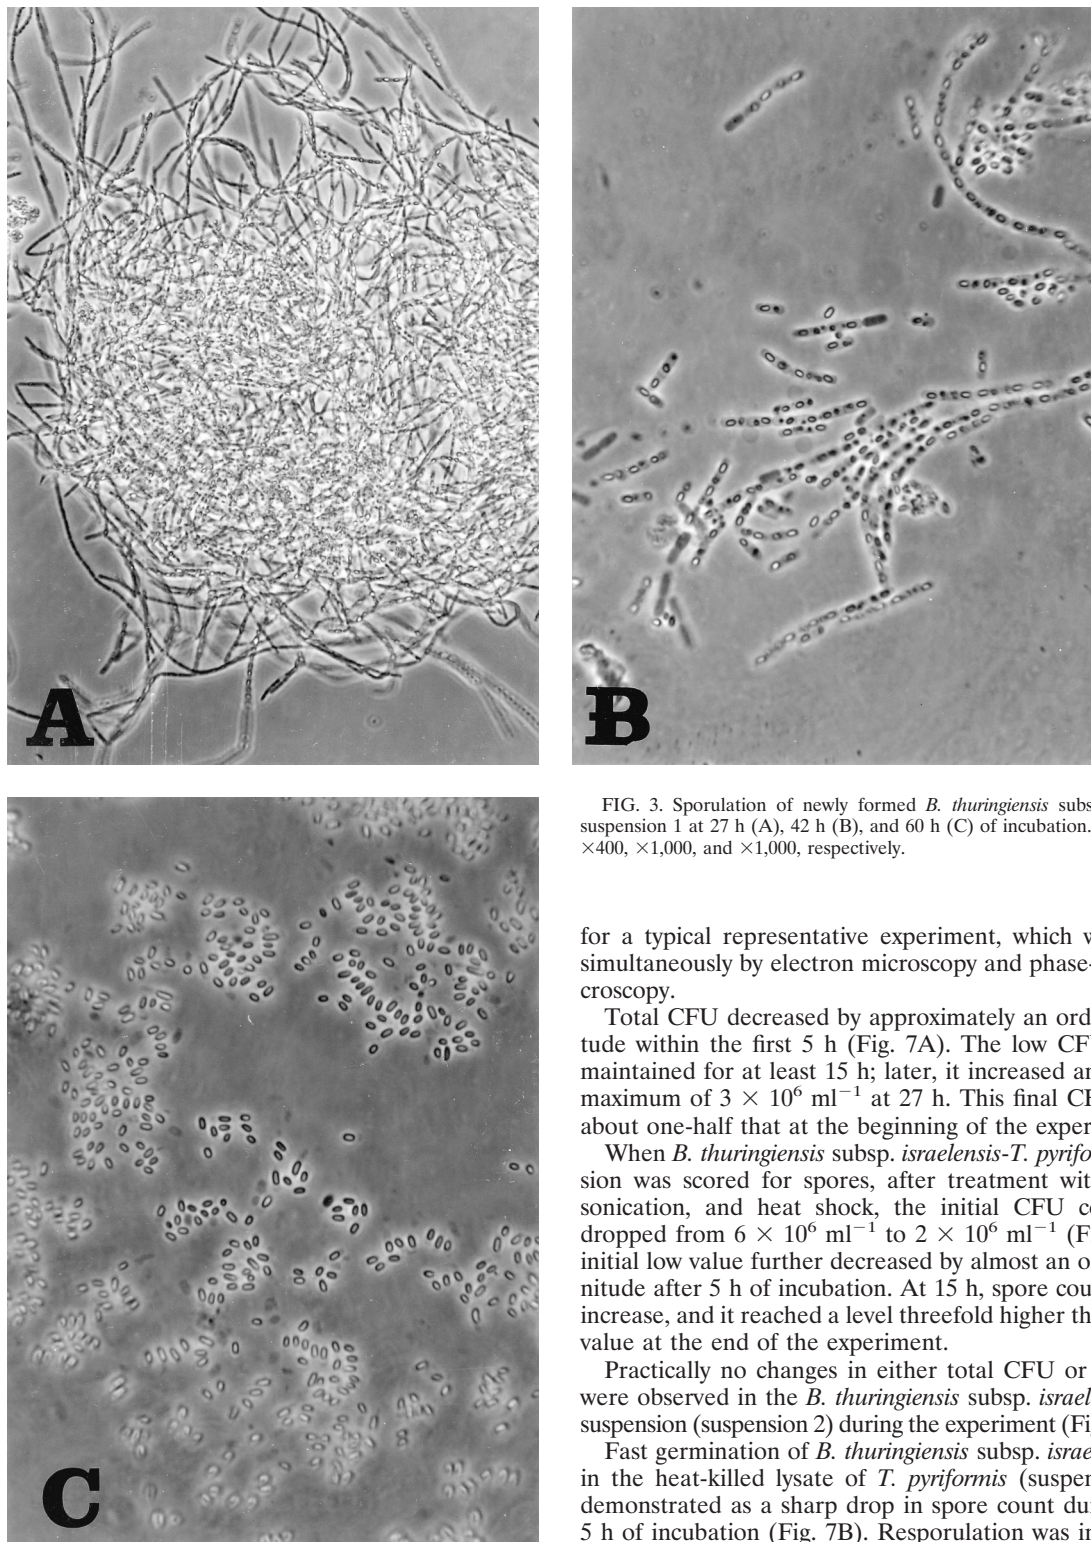 A
B
C
FIG. 3. Sporulation of newly formed B. thuringiensis subs
suspension 1 at 27 h (A), 42 h (B), and 60 h (C) of incubation.
×400, ×1,000, and ×1,000, respectively.
for a typical representative experiment, which w
simultaneously by electron microscopy and phase-
croscopy.
Total CFU decreased by approximately an ord
tude within the first 5 h (Fig. 7A). The low CF
maintained for at least 15 h; later, it increased an
maximum of 3 × 10⁶ ml⁻¹ at 27 h. This final CF
about one-half that at the beginning of the exper
When B. thuringiensis subsp. israelensis-T. pyrifo
sion was scored for spores, after treatment wit
sonication, and heat shock, the initial CFU c
dropped from 6 × 10⁶ ml⁻¹ to 2 × 10⁶ ml⁻¹ (F
initial low value further decreased by almost an o
nitude after 5 h of incubation. At 15 h, spore cou
increase, and it reached a level threefold higher th
value at the end of the experiment.
Practically no changes in either total CFU or
were observed in the B. thuringiensis subsp. israel
suspension (suspension 2) during the experiment (Fi
Fast germination of B. thuringiensis subsp. israe
in the heat-killed lysate of T. pyriformis (suspen
demonstrated as a sharp drop in spore count du
5 h of incubation (Fig. 7B). Resporulation was in